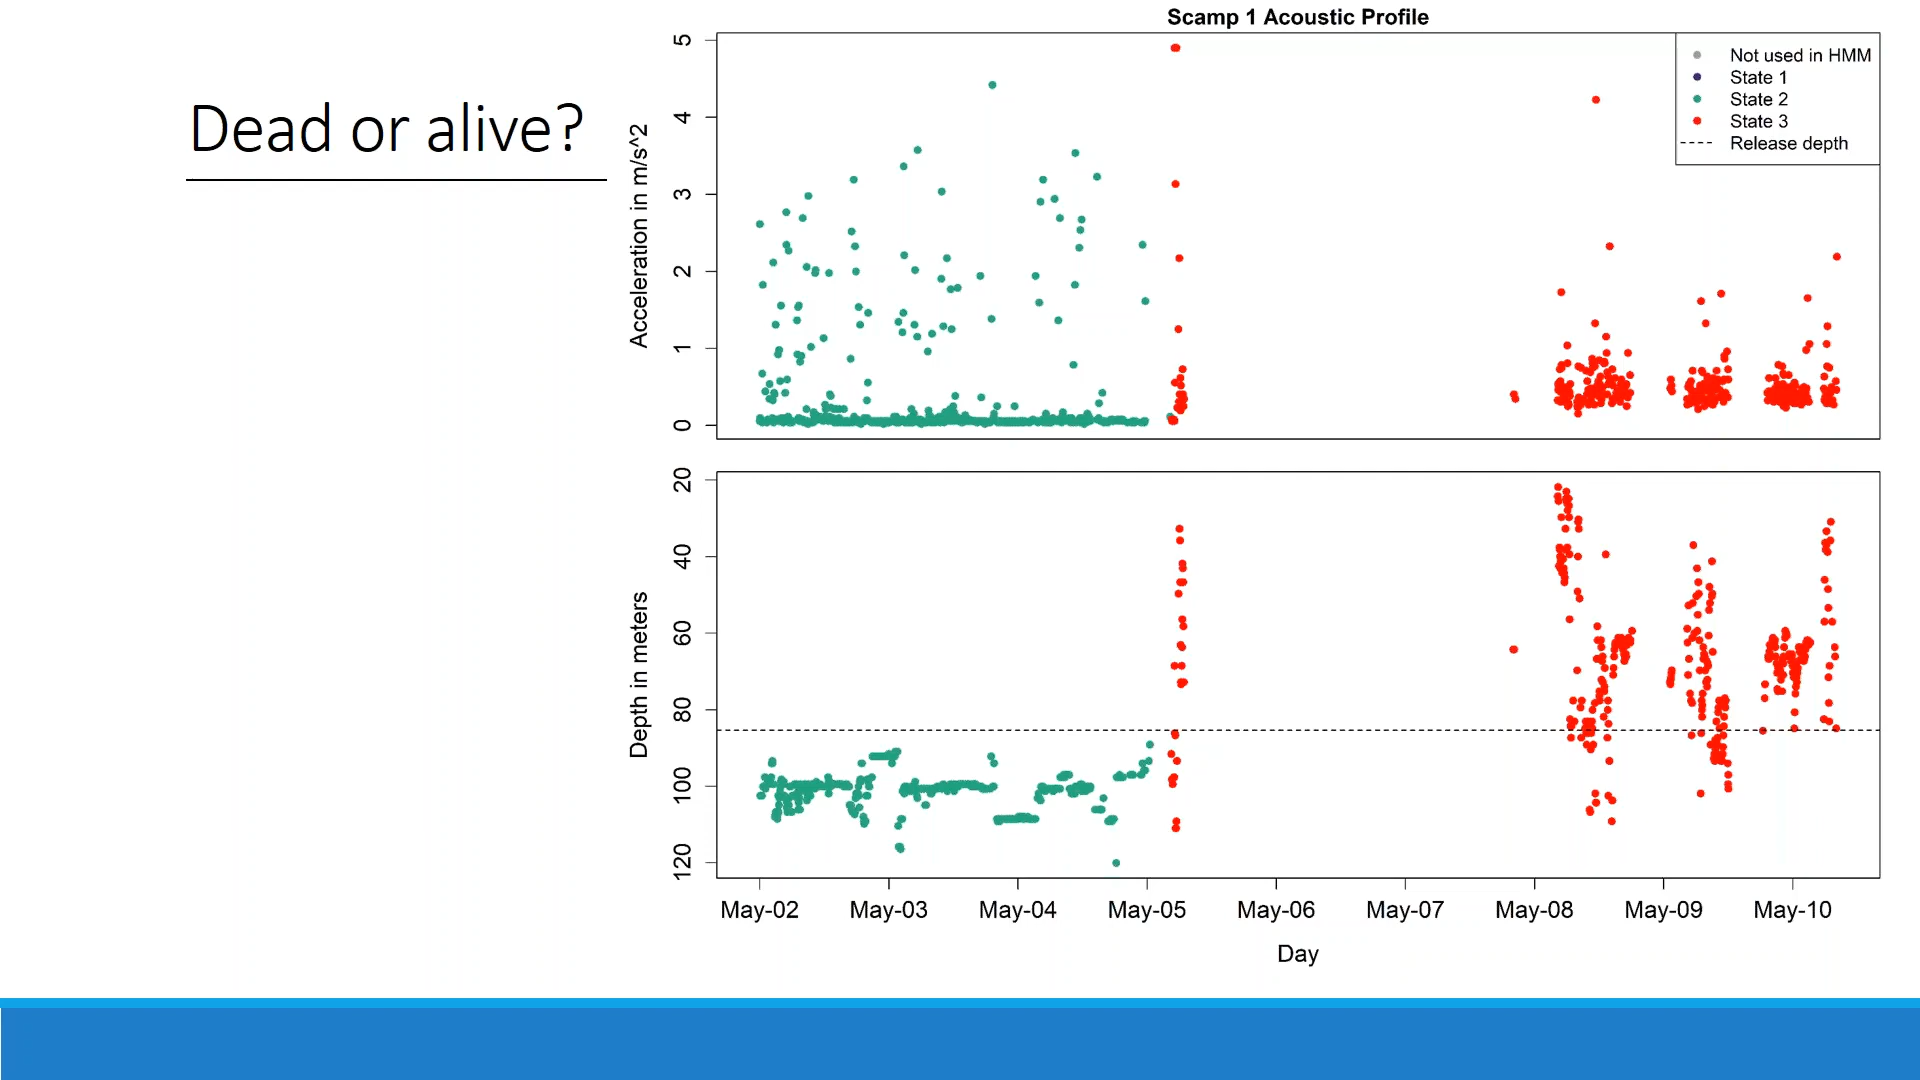 Dead or alive?
Scamp 1 Acoustic Profile
Acceleration in m/s^2
5
4
3
2
1
0
Not used in HMM
State 1
State 2
State 3
Release depth
Depth in meters
20
40
60
80
100
120
May-02 May-03 May-04 May-05 May-06 May-07 May-08 May-09 May-10
Day